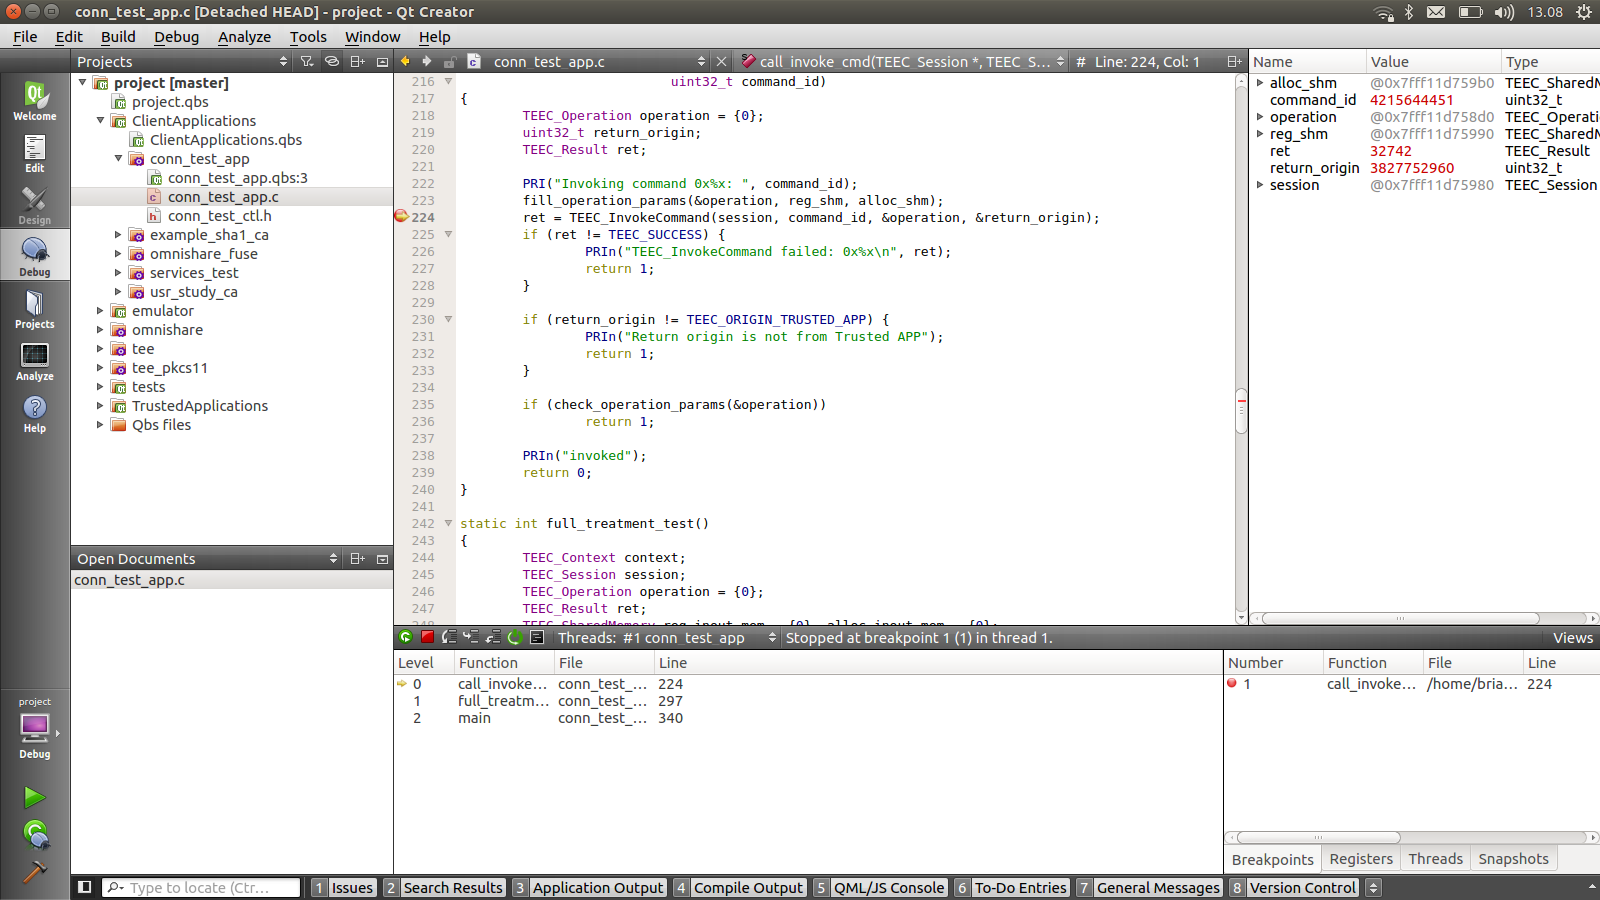 conn_test_app.c [Detached HEAD] - project - Qt Creator
13.08
File Edit Build Debug Analyze Tools Window Help
Projects
conn_test_app.c
call_invoke_cmd(TEEC_Session *, TEEC_S...
# Line: 224, Col: 1
Welcome
Edit
Design
Debug
Projects
Analyze
Help
project
Debug
project [master]
project.qbs
ClientApplications
ClientApplications.qbs
conn_test_app
conn_test_app.qbs:3
conn_test_app.c
conn_test_ctl.h
example_sha1_ca
omnishare_fuse
services_test
usr_study_ca
emulator
omnishare
tee
tee_pkcs11
tests
TrustedApplications
Qbs files
Open Documents
conn_test_app.c
216 uint32_t command_id)
217 {
218 TEEC_Operation operation = {0};
219 uint32_t return_origin;
220 TEEC_Result ret;
221
222 PRI("Invoking command 0x%x: ", command_id);
223 fill_operation_params(&operation, reg_shm, alloc_shm);
224 ret = TEEC_InvokeCommand(session, command_id, &operation, &return_origin);
225 if (ret != TEEC_SUCCESS) {
226 PRIn("TEEC_InvokeCommand failed: 0x%x\n", ret);
227 return 1;
228 }
229
230 if (return_origin != TEEC_ORIGIN_TRUSTED_APP) {
231 PRIn("Return origin is not from Trusted APP");
232 return 1;
233 }
234
235 if (check_operation_params(&operation))
236 return 1;
237
238 PRIn("invoked");
239 return 0;
240 }
241
242 static int full_treatment_test()
243 {
244 TEEC_Context context;
245 TEEC_Session session;
246 TEEC_Operation operation = {0};
247 TEEC_Result ret;
248 TEEC_SharedMemory reg_input_mem = {0}, alloc_input_mem = {0};
Name Value Type
alloc_shm @0x7fff11d759b0 TEEC_SharedM
command_id 4215644451 uint32_t
operation @0x7fff11d758d0 TEEC_Operatio
reg_shm @0x7fff11d75990 TEEC_SharedM
ret 32742 TEEC_Result
return_origin 3827752960 uint32_t
session @0x7fff11d75980 TEEC_Session
Threads: #1 conn_test_app Stopped at breakpoint 1 (1) in thread 1. Views
Level Function File Line
0 call_invoke... conn_test_... 224
1 full_treatm... conn_test_... 297
2 main conn_test_... 340
Number Function File Line
1 call_invoke... /home/bria... 224
Breakpoints Registers Threads Snapshots
Type to locate (Ctr...
1 Issues 2 Search Results 3 Application Output 4 Compile Output 5 QML/JS Console 6 To-Do Entries 7 General Messages 8 Version Control